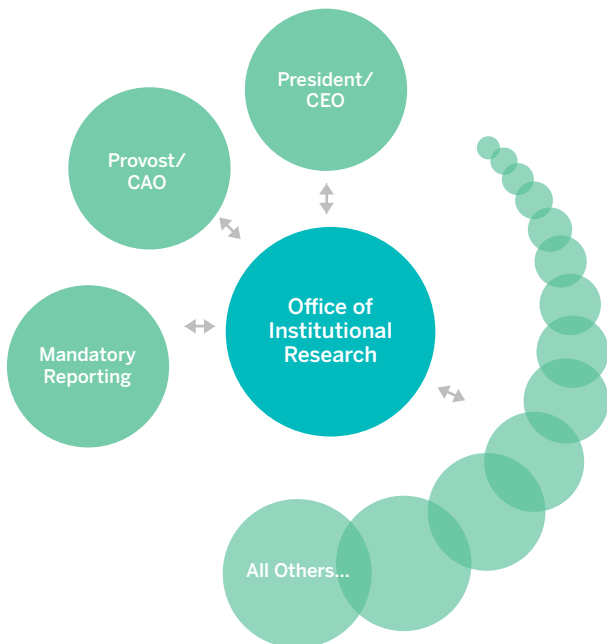 President/
CEO
Provost/
CAO
Office of
Institutional
Research
Mandatory
Reporting
All Others...